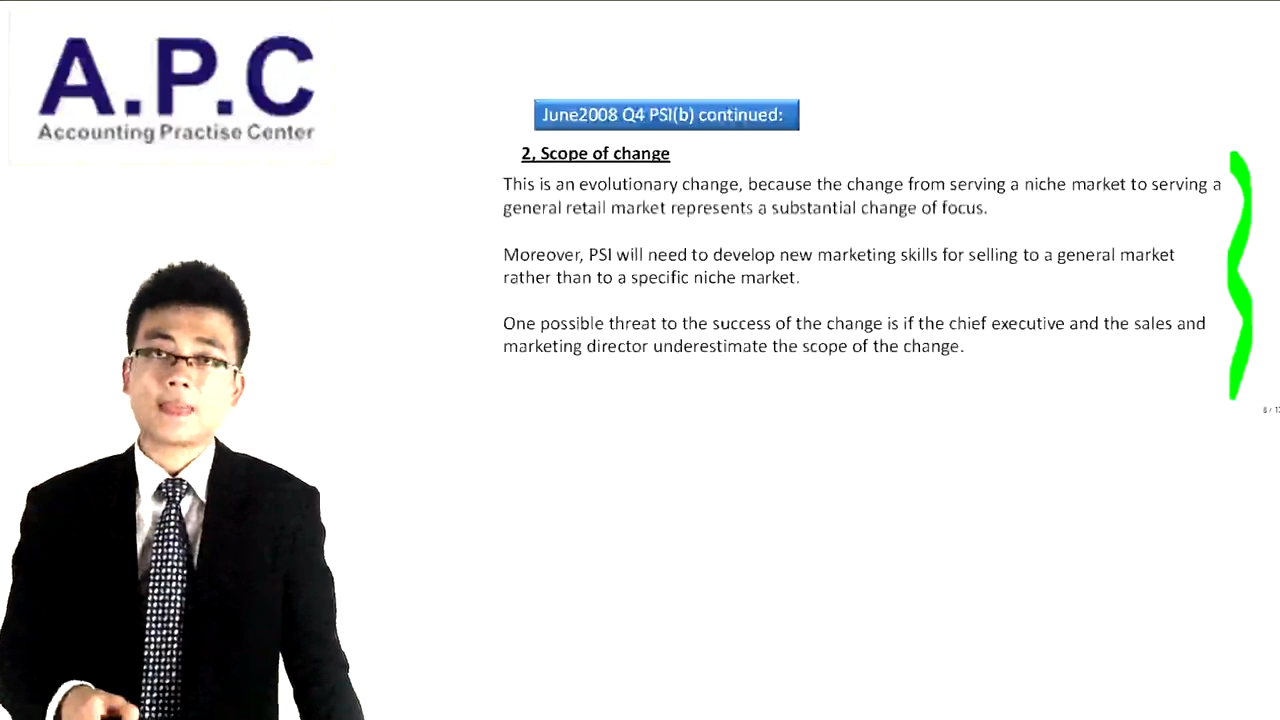 A.P.C
Accounting Practise Center
June2008 Q4 PSI(b) continued:
2, Scope of change
This is an evolutionary change, because the change from serving a niche market to serving a
general retail market represents a substantial change of focus.
Moreover, PSI will need to develop new marketing skills for selling to a general market
rather than to a specific niche market.
One possible threat to the success of the change is if the chief executive and the sales and
marketing director underestimate the scope of the change.